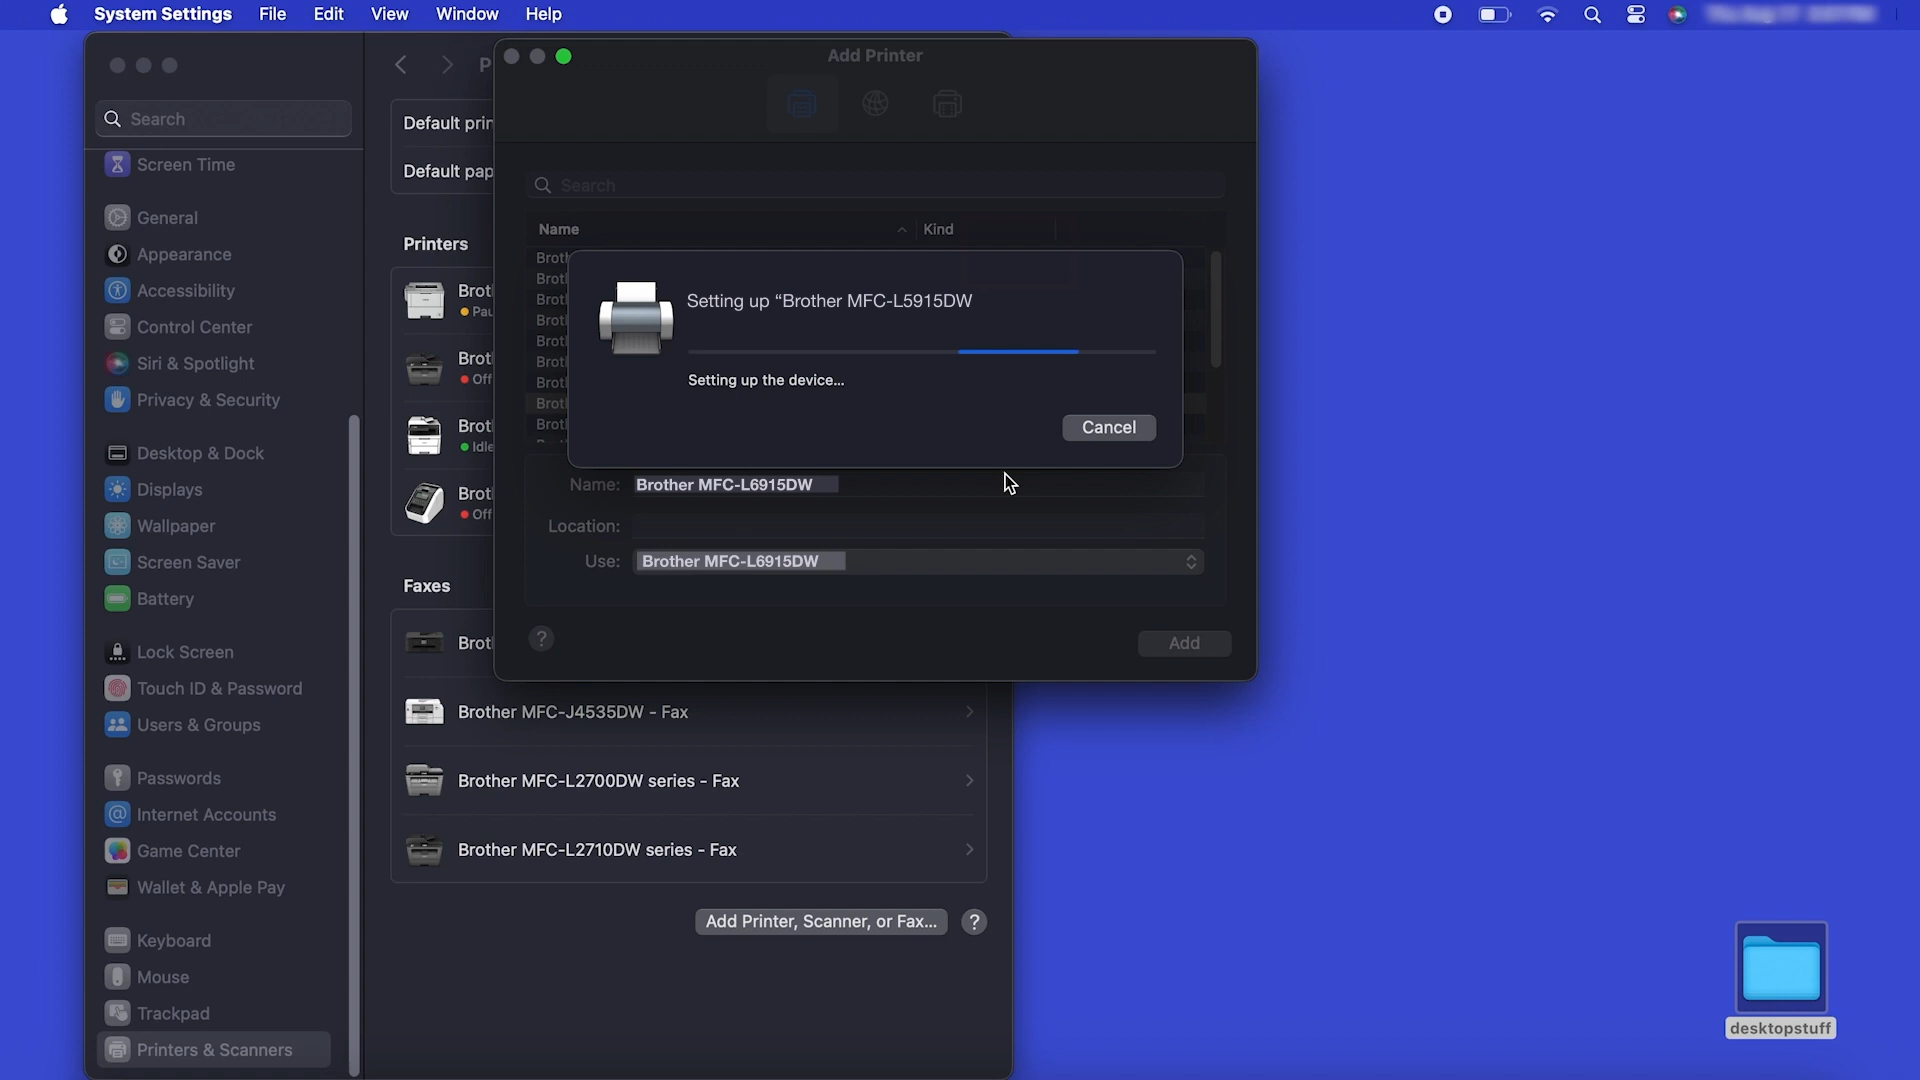 System Settings File Edit View Window Help
Search
Screen Time
General
Appearance
Accessibility
Control Center
Siri & Spotlight
Privacy & Security
Desktop & Dock
Displays
Wallpaper
Screen Saver
Battery
Lock Screen
Touch ID & Password
Users & Groups
Passwords
Internet Accounts
Game Center
Wallet & Apple Pay
Keyboard
Mouse
Trackpad
Printers & Scanners
P
Default prin
Default pap
Printers
Brot
Pau
Brot
Off
Brot
Idle
Brot
Off
Faxes
Brot
Brother MFC-J4535DW - Fax
Brother MFC-L2700DW series - Fax
Brother MFC-L2710DW series - Fax
Add Printer, Scanner, or Fax... ?
Add Printer
Search
Name Kind
Brot
Brot
Brot
Brot
Brot
Brot
Brot
Brot
Brot
Setting up “Brother MFC-L5915DW
Setting up the device...
Cancel
Name: Brother MFC-L6915DW
Location:
Use: Brother MFC-L6915DW
? Add
desktopstuff